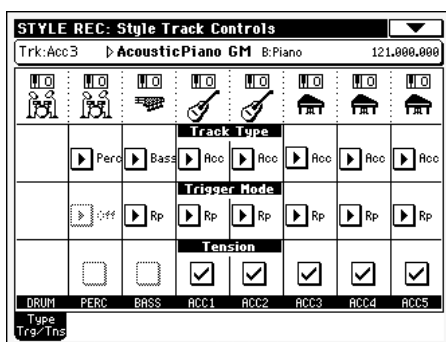 STYLE REC: Style Track Controls
Trk:Acc3 AcousticPiano GM B:Piano 121.000.000
Track Type
Perc Bass Acc Acc Acc Acc Acc
Trigger Mode
Off Rp Rp Rp Rp Rp Rp
Tension
DRUM PERC BASS ACC1 ACC2 ACC3 ACC4 ACC5
Type
Trg/Tns